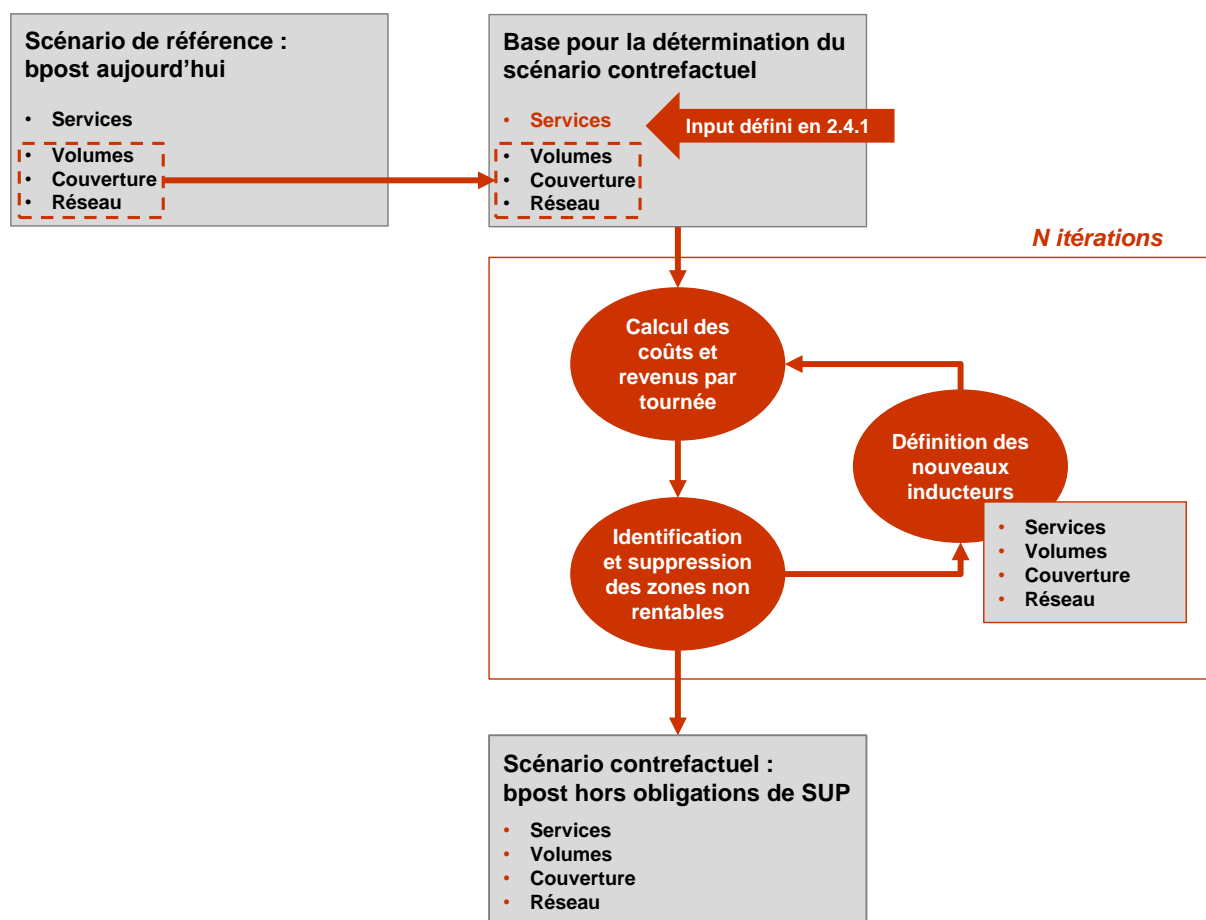 Scénario de référence :
bpost aujourd’hui
• Services
• Volumes
• Couverture
• Réseau
Base pour la détermination du
scénario contrefactuel
• Services
Input défini en 2.4.1
• Volumes
• Couverture
• Réseau
N itérations
Calcul des
coûts et
revenus par
tournée
Définition des
nouveaux
inducteurs
• Services
• Volumes
• Couverture
• Réseau
Identification
et suppression
des zones non
rentables
Scénario contrefactuel :
bpost hors obligations de SUP
• Services
• Volumes
• Couverture
• Réseau